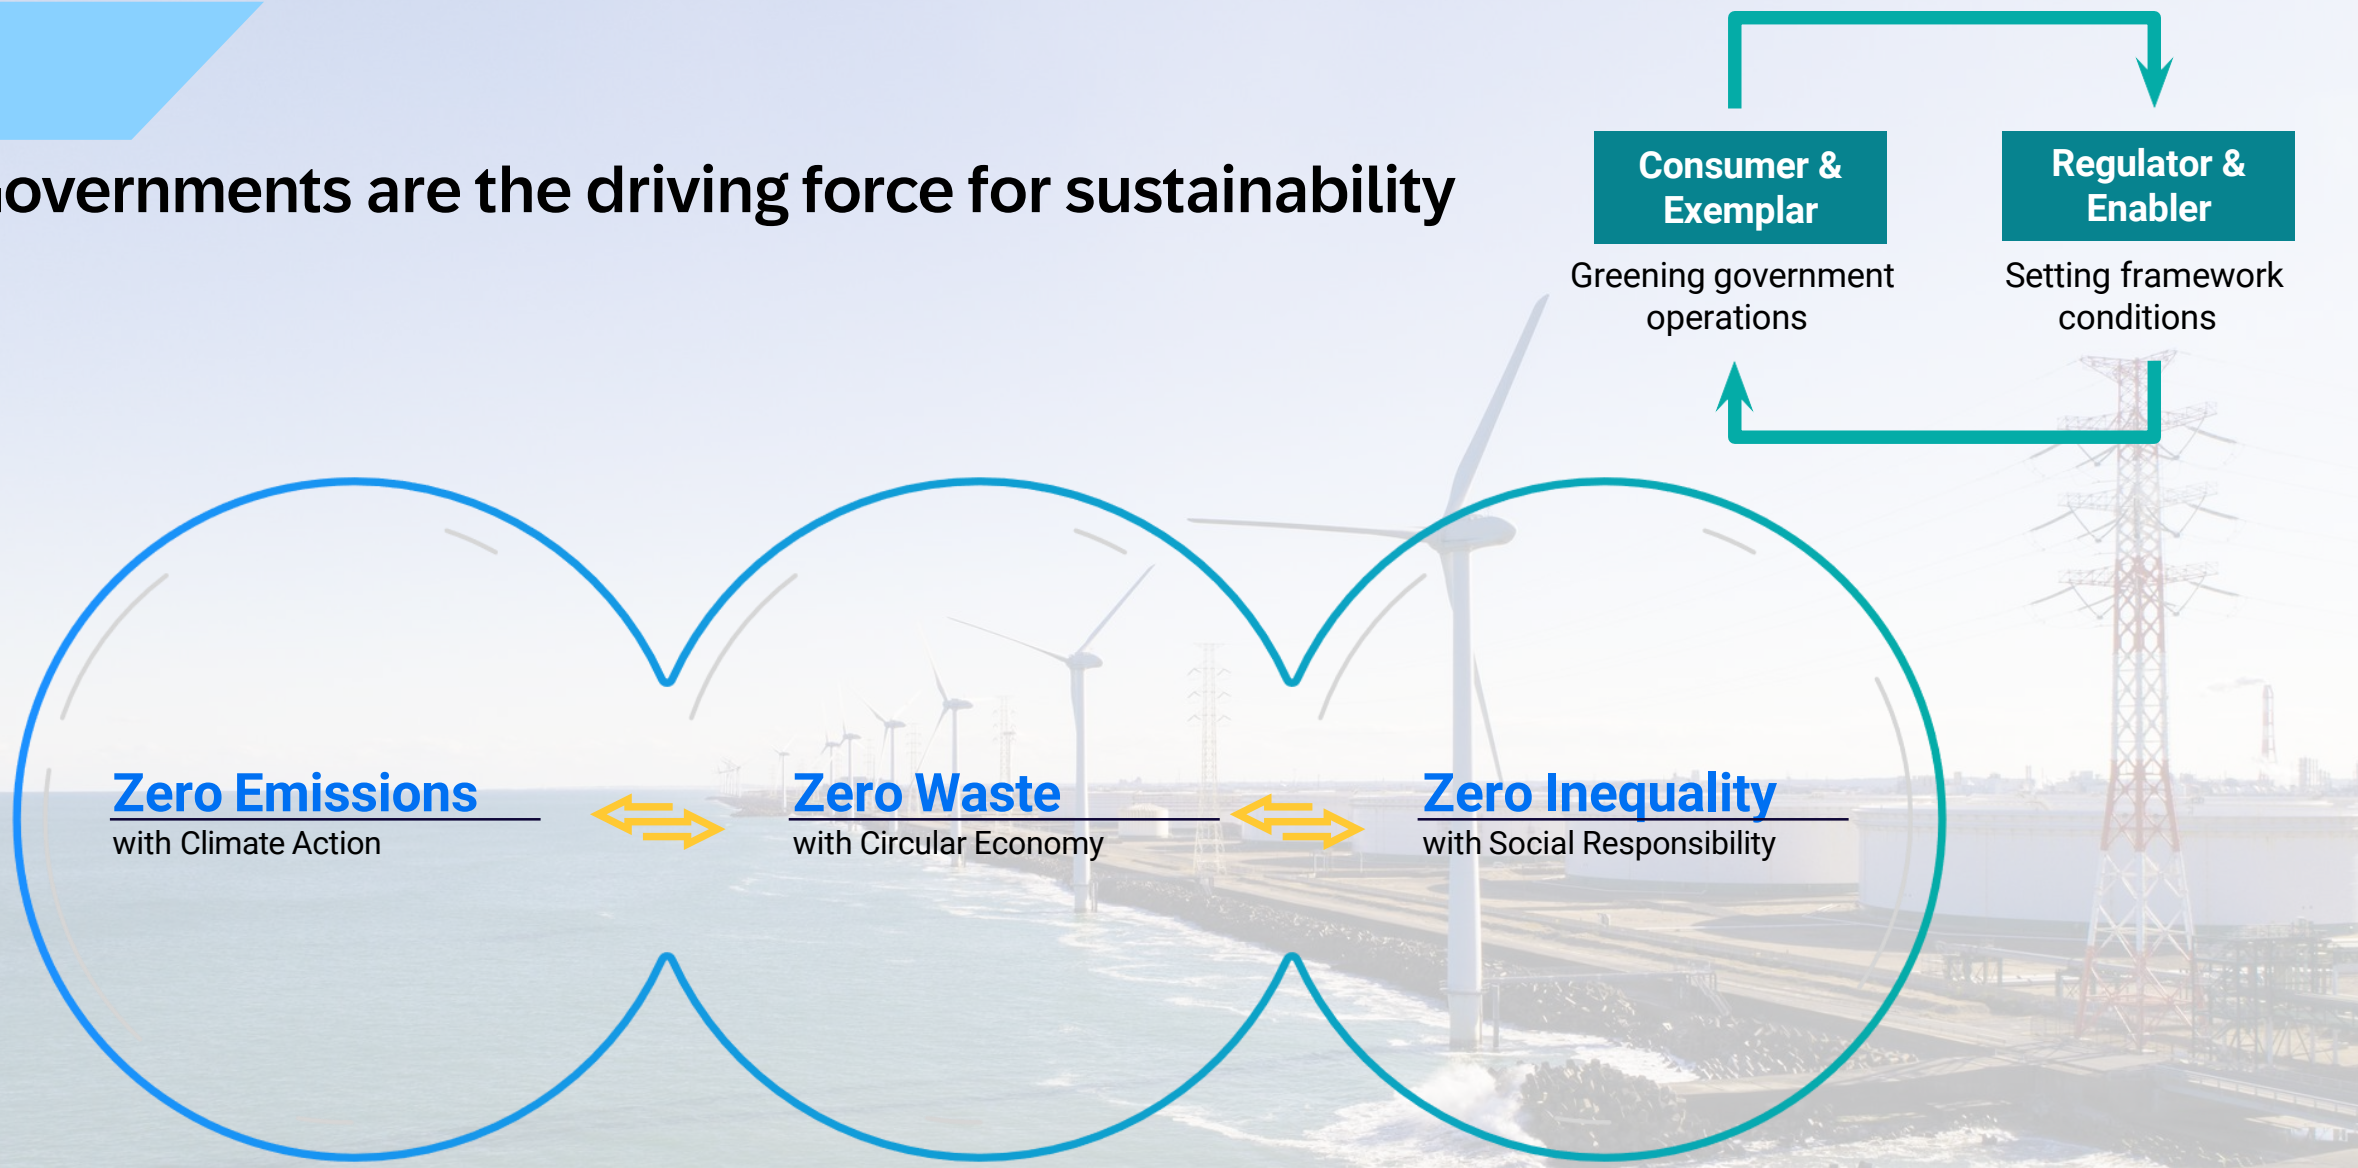 overnments are the driving force for sustainability
Consumer &
Exemplar
Greening government
operations
Regulator &
Enabler
Setting framework
conditions
Zero Emissions
with Climate Action
Zero Waste
with Circular Economy
Zero Inequality
with Social Responsibility